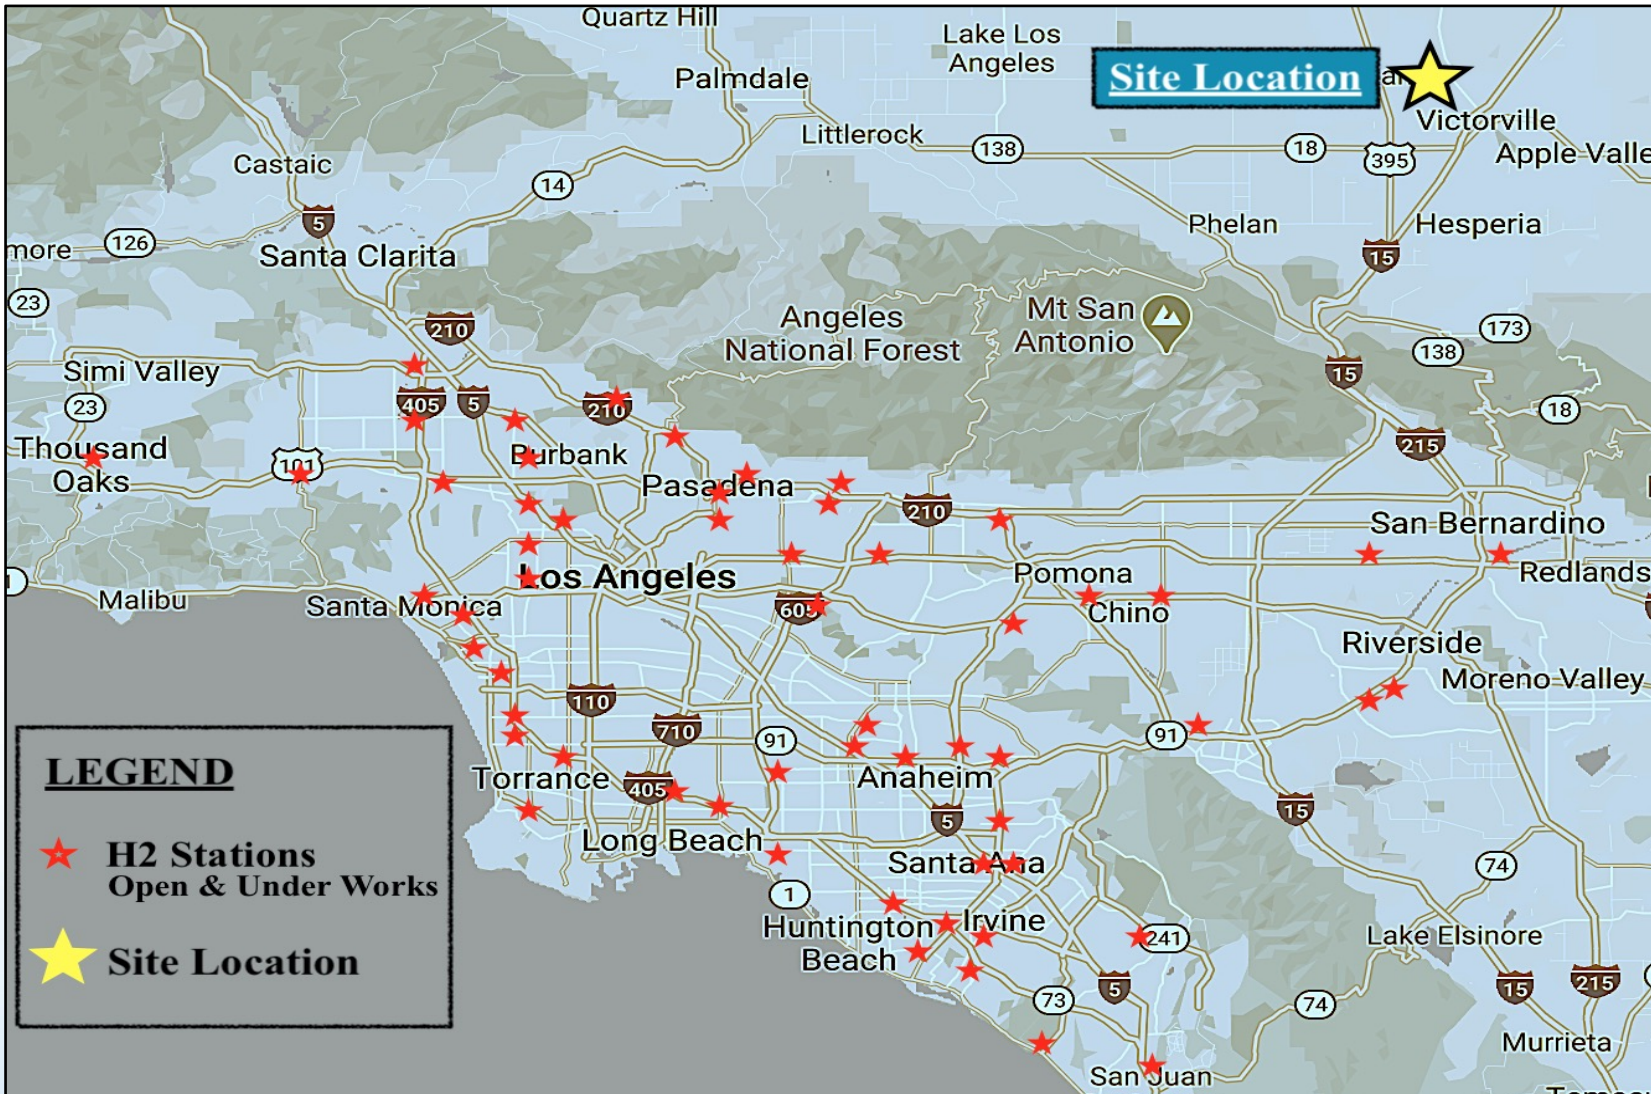 Quartz Hill
Lake Los
Angeles
Palmdale
Site Location
Victorville
Littlerock
138
18
395
Apple Valle
Castaic
14
5
126
more
Santa Clarita
Phelan
Hesperia
15
23
210
Angeles
National Forest
Mt San
Antonio
173
138
15
Simi Valley
23
405
5
210
18
215
Thousand
Oaks
101
Burbank
Pasadena
210
San Bernardino
Los Angeles
Pomona
Redlands
1
Malibu
Santa Monica
605
Chino
Riverside
Moreno Valley
110
710
91
91
LEGEND
H2 Stations
Open & Under Works
Site Location
Torrance
405
Anaheim
5
15
Long Beach
Santa Ana
74
1
Huntington
Beach
Irvine
241
Lake Elsinore
73
5
74
15
215
Murrieta
San Juan